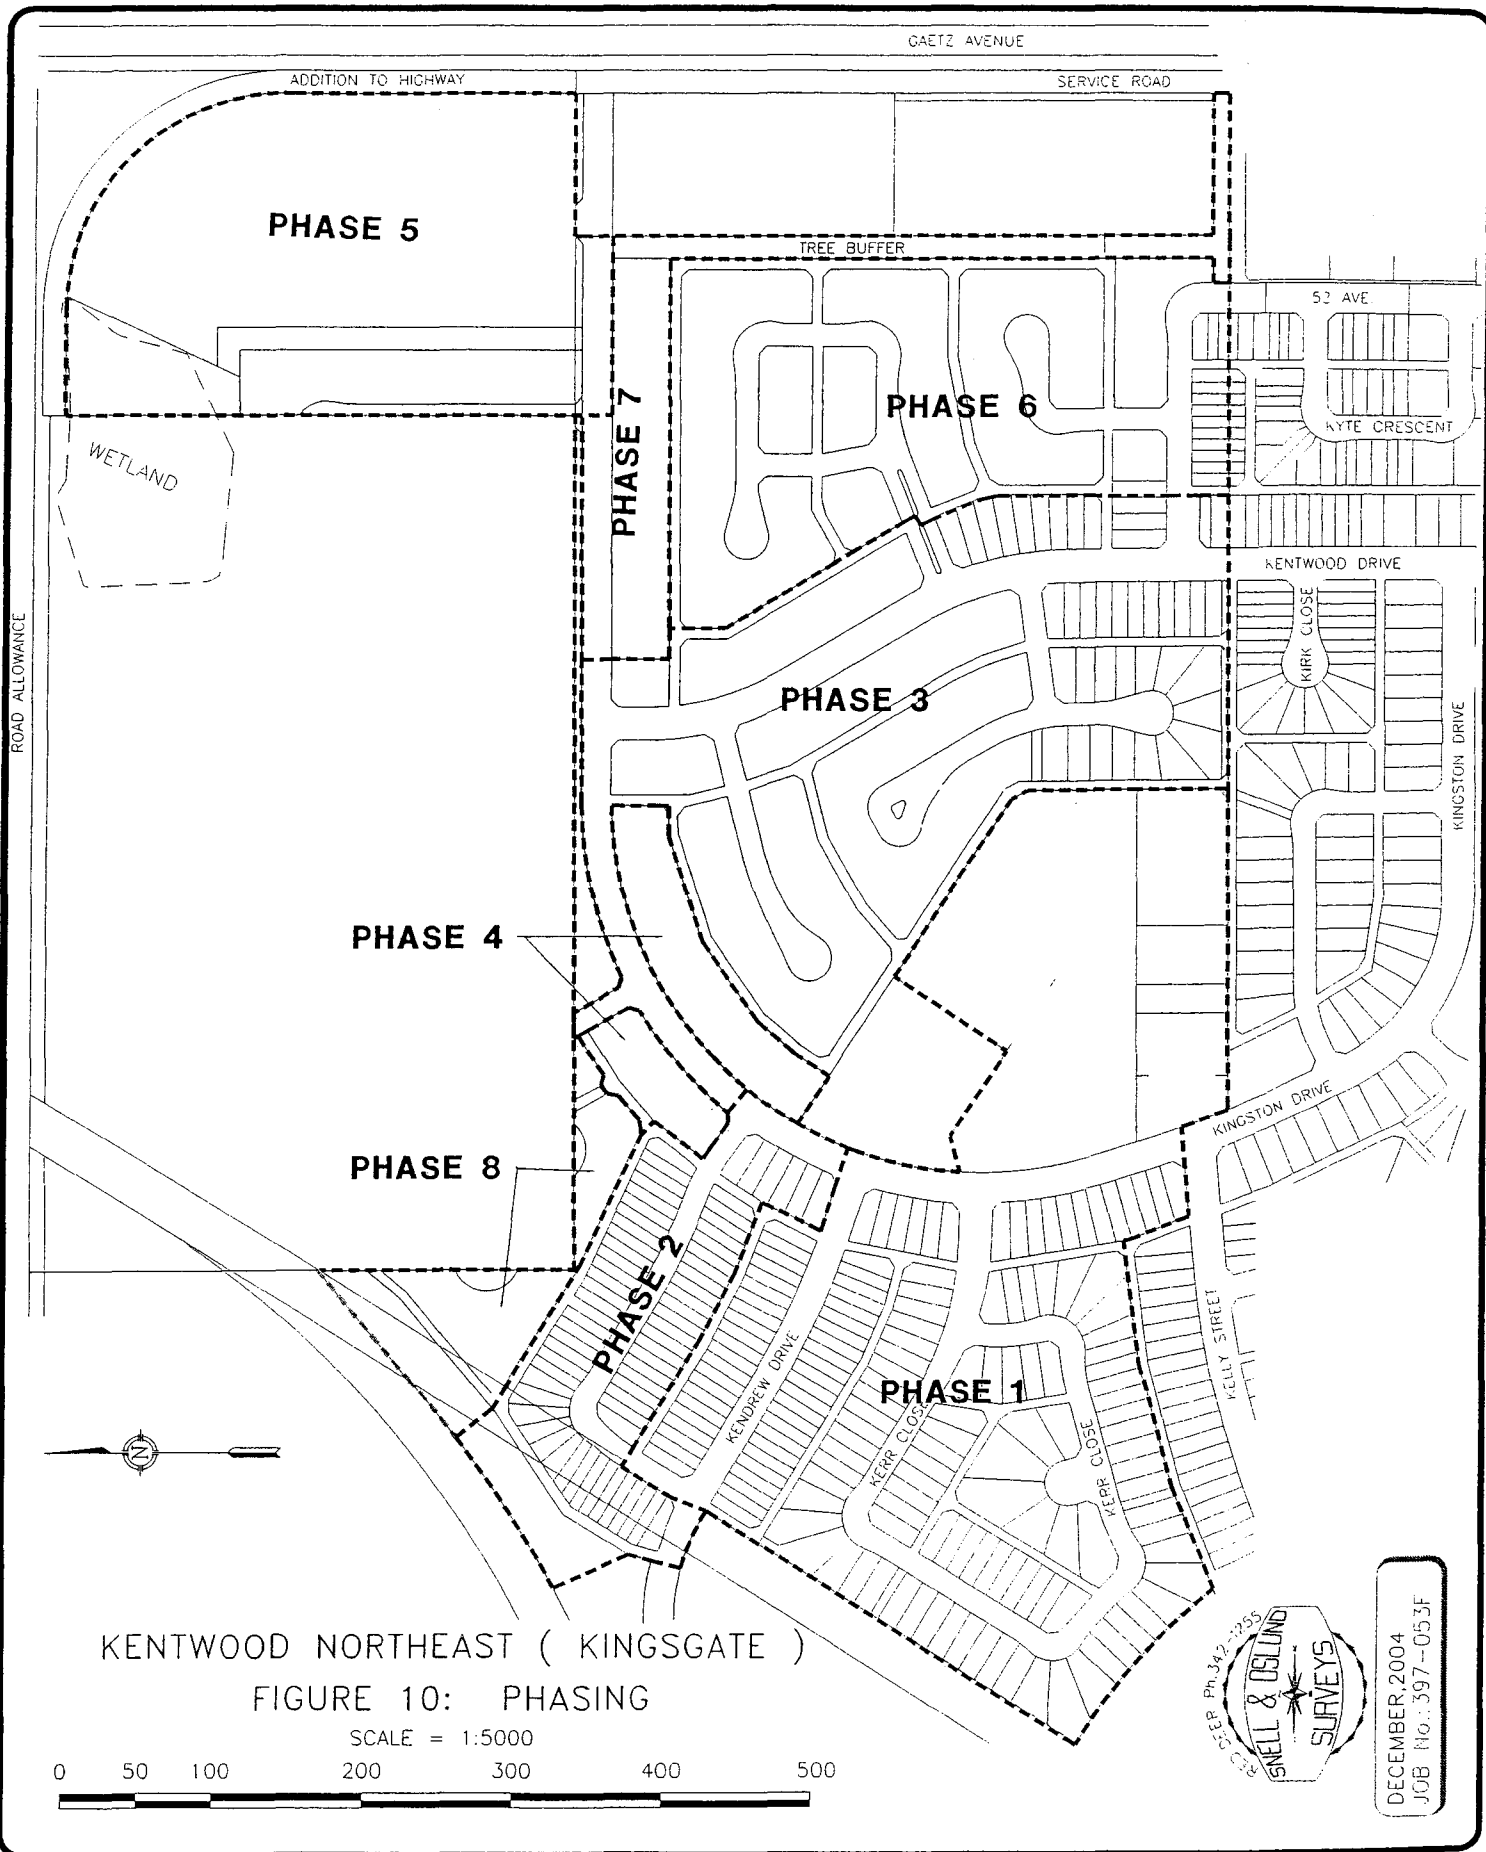 GAETZ AVENUE
ADDITION TO HIGHWAY
SERVICE ROAD
PHASE 5
TREE BUFFER
52 AVE.
PHASE 7
PHASE 6
KYTE CRESCENT
WETLAND
KENTWOOD DRIVE
KIRK CLOSE
ROAD ALLOWANCE
PHASE 3
KINGSTON DRIVE
PHASE 4
KINGSTON DRIVE
PHASE 8
PHASE 2
KELLY STREET
KENDREW DRIVE
PHASE 1
KERR CLOSE
KERR CLOSE
N
KENTWOOD NORTHEAST ( KINGSGATE )
FIGURE 10: PHASING
SCALE = 1:5000
0 50 100 200 300 400 500
RED DEER Ph.342-1255
SNELL & OSLUND
SURVEYS
DECEMBER,2004
JOB No.:397-053F